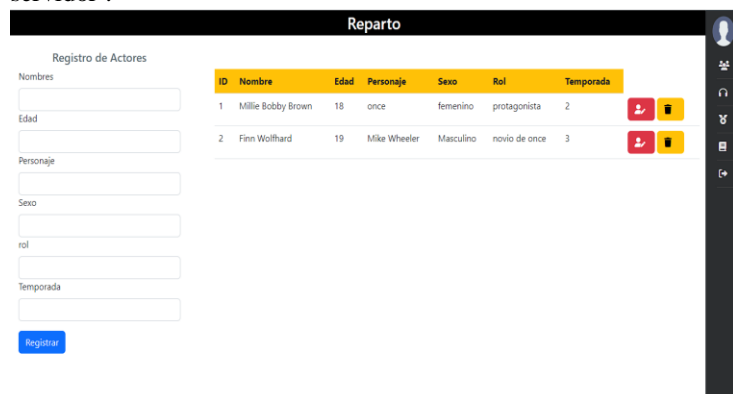 servidor .
Reparto
Registro de Actores
Nombres
Edad
Personaje
Sexo
rol
Temporada
Registrar
ID Nombre Edad Personaje Sexo Rol Temporada
1 Millie Bobby Brown 18 once femenino protagonista 2
2 Finn Wolfhard 19 Mike Wheeler Masculino novio de once 3